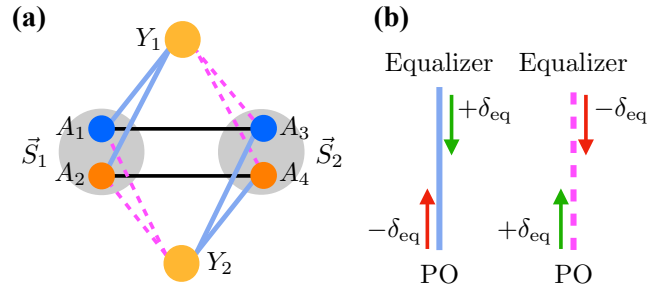 (a)
Y₁
A₁
A₃
S⃗₁
S⃗₂
A₂
A₄
Y₂
(b)
Equalizer
Equalizer
+δeq
−δeq
−δeq
+δeq
PO
PO